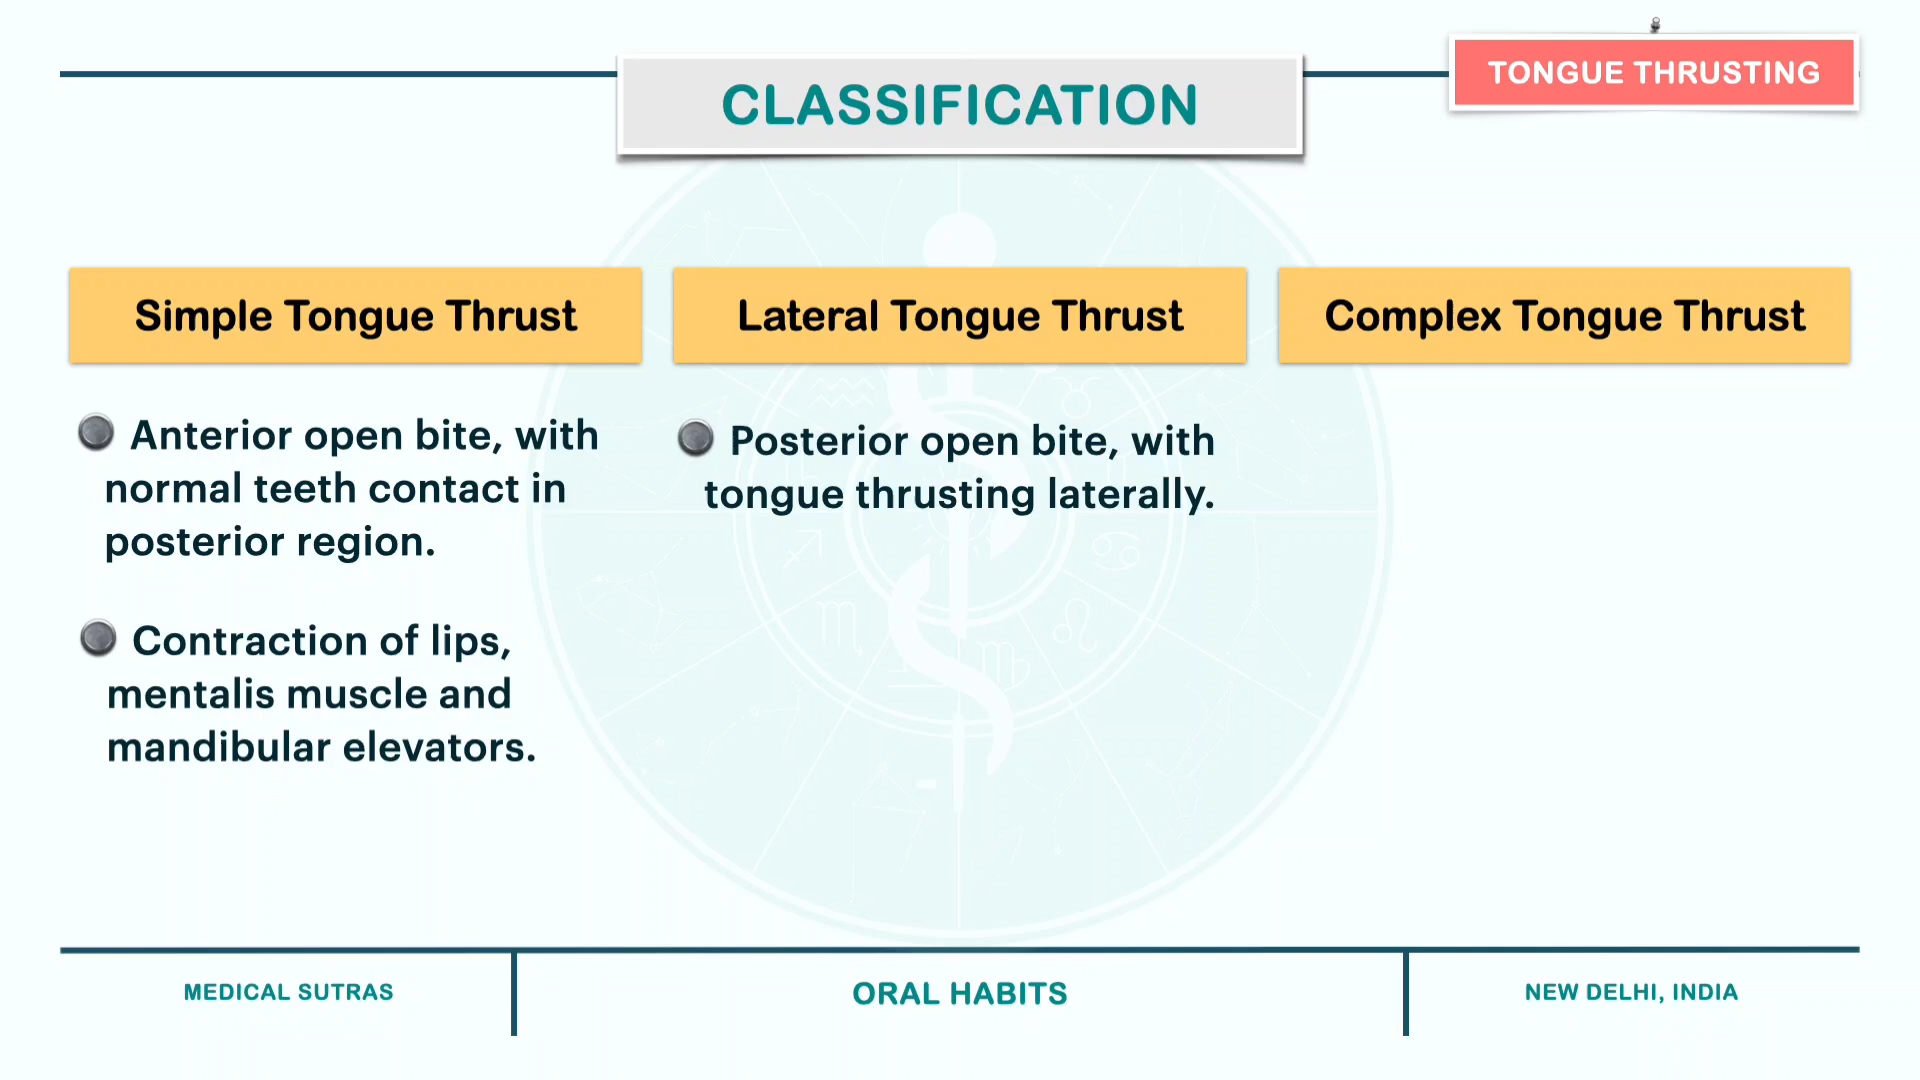 TONGUE THRUSTING
CLASSIFICATION
Simple Tongue Thrust
Anterior open bite, with
normal teeth contact in
posterior region.
Contraction of lips,
mentalis muscle and
mandibular elevators.
Lateral Tongue Thrust
Posterior open bite, with
tongue thrusting laterally.
Complex Tongue Thrust
MEDICAL SUTRAS
ORAL HABITS
NEW DELHI, INDIA